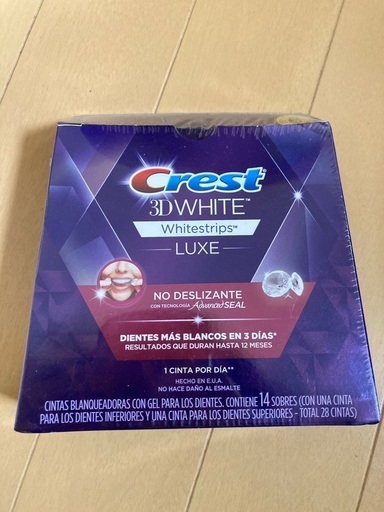 Crest
3D WHITE™
Whitestrips™
LUXE
NO DESLIZANTE
CON TECNOLOGÍA Advanced SEAL
DIENTES MÁS BLANCOS EN 3 DÍAS*
RESULTADOS QUE DURAN HASTA 12 MESES
1 CINTA POR DÍA**
HECHO EN E.U.A.
NO HACE DAÑO AL ESMALTE
CINTAS BLANQUEADORAS CON GEL PARA LOS DIENTES. CONTIENE 14 SOBRES (CON UNA CINTA
PARA LOS DIENTES INFERIORES Y UNA CINTA PARA LOS DIENTES SUPERIORES - TOTAL 28 CINTAS)